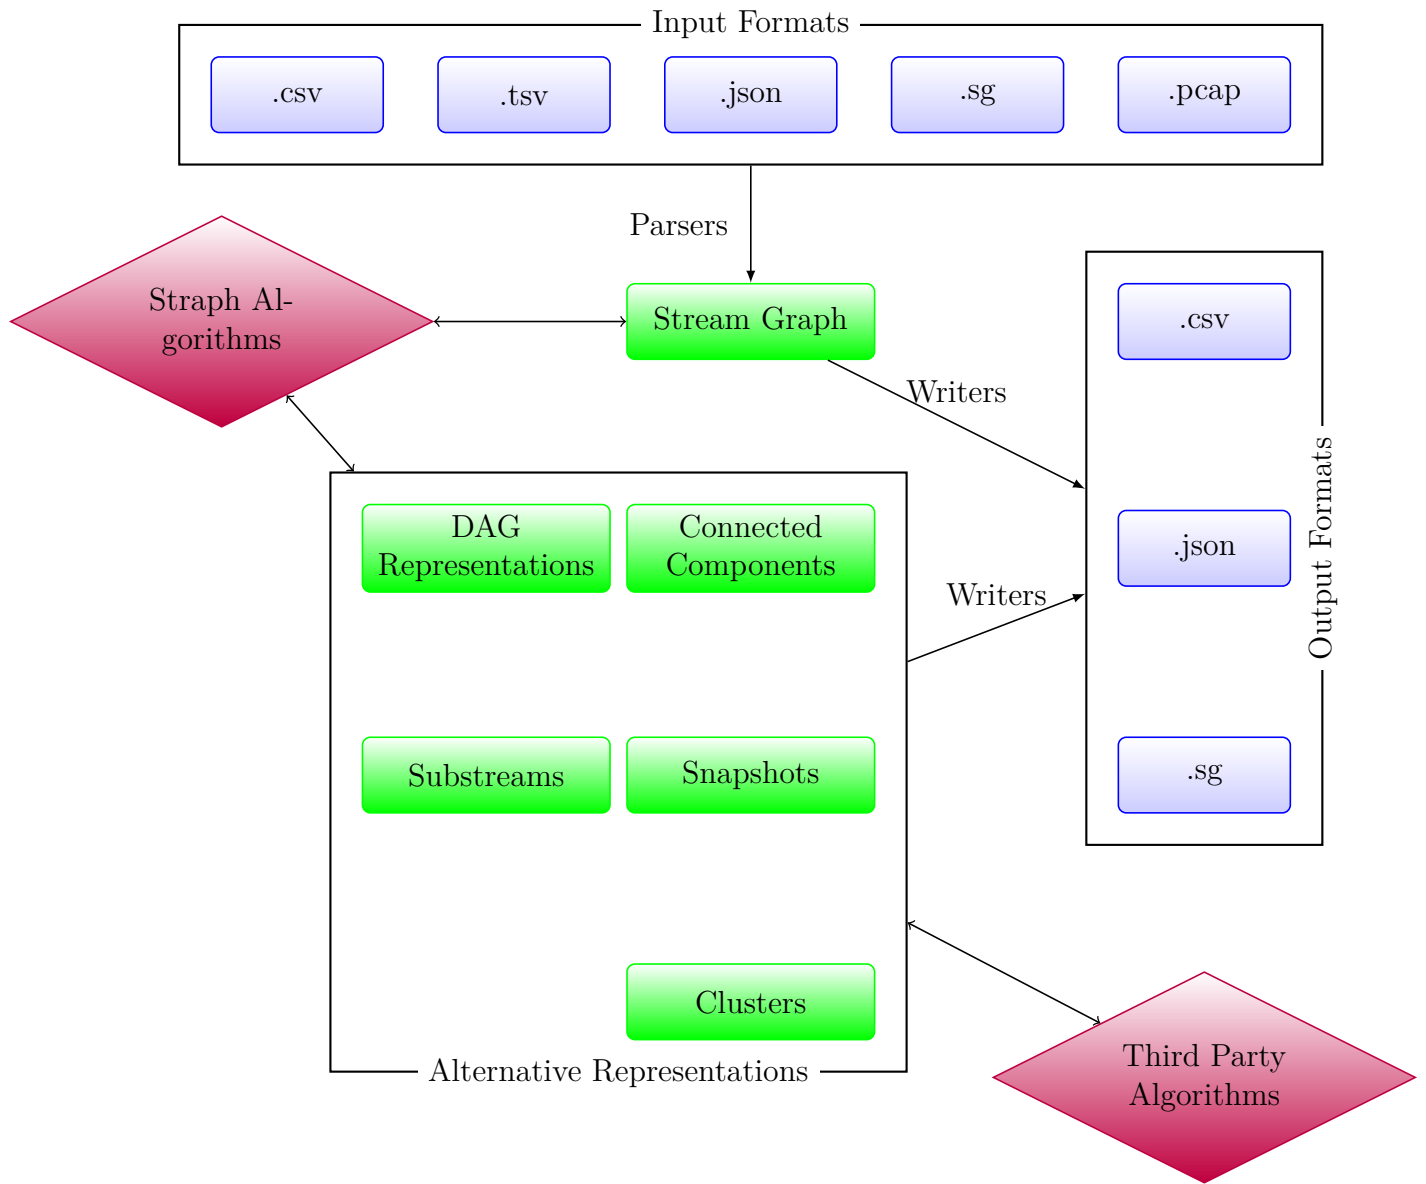 Input Formats
.csv
.tsv
.json
.sg
.pcap
Parsers
Straph Al-
gorithms
Stream Graph
.csv
Writers
DAG
Representations
Connected
Components
.json
Output Formats
Writers
Substreams
Snapshots
.sg
Clusters
Alternative Representations
Third Party
Algorithms